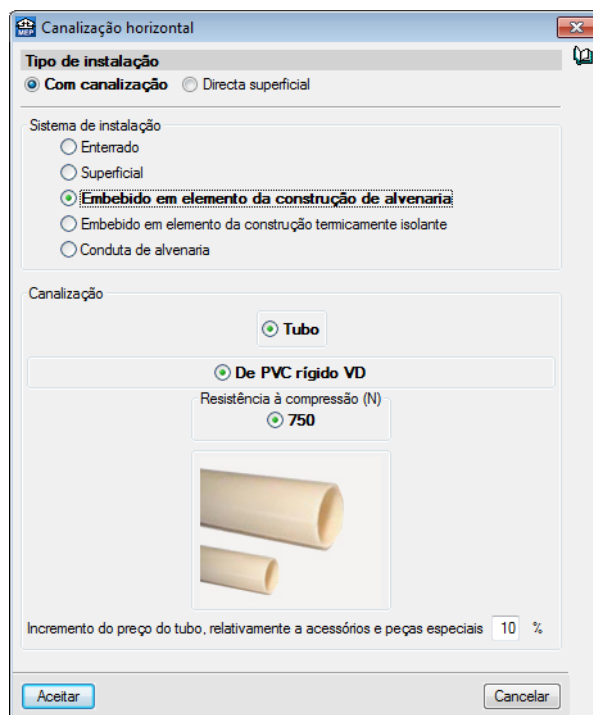 MEP
Canalização horizontal
Tipo de instalação
Com canalização Directa superficial
Sistema de instalação
Enterrado
Superficial
Embebido em elemento da construção de alvenaria
Embebido em elemento da construção termicamente isolante
Conduta de alvenaria
Canalização
Tubo
De PVC rígido VD
Resistência à compressão (N)
750
Incremento do preço do tubo, relativamente a acessórios e peças especiais 10 %
Aceitar Cancelar